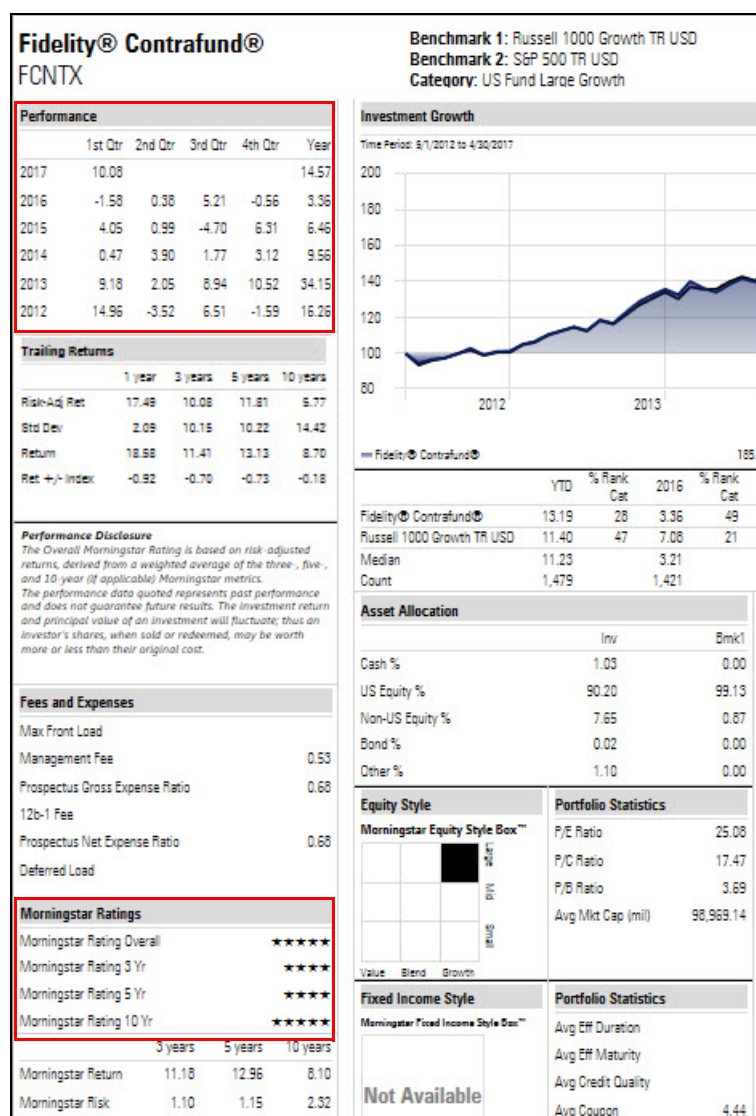 Fidelity® Contrafund®
FCNTX
Benchmark 1: Russell 1000 Growth TR USD
Benchmark 2: S&P 500 TR USD
Category: US Fund Large Growth
Performance
1st Qtr 2nd Qtr 3rd Qtr 4th Qtr Year
2017 10.08 14.57
2016 -1.58 0.38 5.21 -0.56 3.36
2015 4.05 0.99 -4.70 6.31 6.46
2014 0.47 3.90 1.77 3.12 9.56
2013 9.18 2.05 8.94 10.52 34.15
2012 14.96 -3.52 6.51 -1.59 16.26
Trailing Returns
1 year 3 years 5 years 10 years
Risk-Adj Ret 17.49 10.08 11.81 5.77
Std Dev 2.09 10.15 10.22 14.42
Return 18.58 11.41 13.13 8.70
Ret +/- Index -0.92 -0.70 -0.73 -0.18
Performance Disclosure
The Overall Morningstar Rating is based on risk-adjusted
returns, derived from a weighted average of the three-, five-,
and 10-year (if applicable) Morningstar metrics.
The performance data quoted represents past performance
and does not guarantee future results. The investment return
and principal value of an investment will fluctuate; thus an
investor's shares, when sold or redeemed, may be worth
more or less than their original cost.
Fees and Expenses
Max Front Load
Management Fee 0.53
Prospectus Gross Expense Ratio 0.68
12b-1 Fee
Prospectus Net Expense Ratio 0.68
Deferred Load
Morningstar Ratings
Morningstar Rating Overall ★★★★★
Morningstar Rating 3 Yr ★★★★
Morningstar Rating 5 Yr ★★★★
Morningstar Rating 10 Yr ★★★★★
3 years 5 years 10 years
Morningstar Return 11.18 12.96 8.10
Morningstar Risk 1.10 1.15 2.32
Investment Growth
Time Period: 5/1/2012 to 4/30/2017
200
180
160
140
120
100
80
2012 2013
Fidelity® Contrafund® 185.
YTD % Rank Cat 2016 % Rank Cat
Fidelity® Contrafund® 13.19 28 3.36 49
Russell 1000 Growth TR USD 11.40 47 7.08 21
Median 11.23 3.21
Count 1,479 1,421
Asset Allocation
Inv Bmk1
Cash % 1.03 0.00
US Equity % 90.20 99.13
Non-US Equity % 7.65 0.87
Bond % 0.02 0.00
Other % 1.10 0.00
Equity Style
Morningstar Equity Style Box™
Large
Mid
Small
Value Blend Growth
Portfolio Statistics
P/E Ratio 25.08
P/C Ratio 17.47
P/B Ratio 3.69
Avg Mkt Cap (mil) 98,969.14
Fixed Income Style
Morningstar Fixed Income Style Box™
Not Available
Portfolio Statistics
Avg Eff Duration
Avg Eff Maturity
Avg Credit Quality
Avg Coupon 4.44